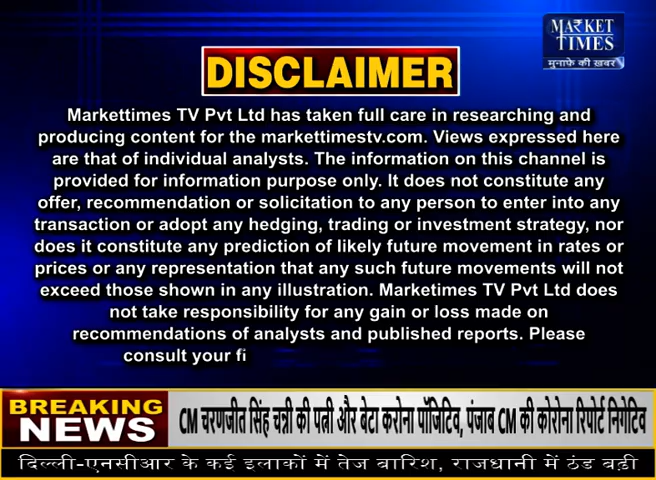 MARKET
TIMES
मुनाफे की ख़बर
DISCLAIMER
Markettimes TV Pvt Ltd has taken full care in researching and
producing content for the markettimestv.com. Views expressed here
are that of individual analysts. The information on this channel is
provided for information purpose only. It does not constitute any
offer, recommendation or solicitation to any person to enter into any
transaction or adopt any hedging, trading or investment strategy, nor
does it constitute any prediction of likely future movement in rates or
prices or any representation that any such future movements will not
exceed those shown in any illustration. Marketimes TV Pvt Ltd does
not take responsibility for any gain or loss made on
recommendations of analysts and published reports. Please
consult your fi
BREAKING
NEWS
CM चरणजीत सिंह चन्नी की पत्नी और बेटा करोना पॉजिटिव, पंजाब CM की कोरोना रिपोर्ट निगेटिव
दिल्ली-एनसीआर के कई इलाकों में तेज बारिश, राजधानी में ठंड बढ़ी